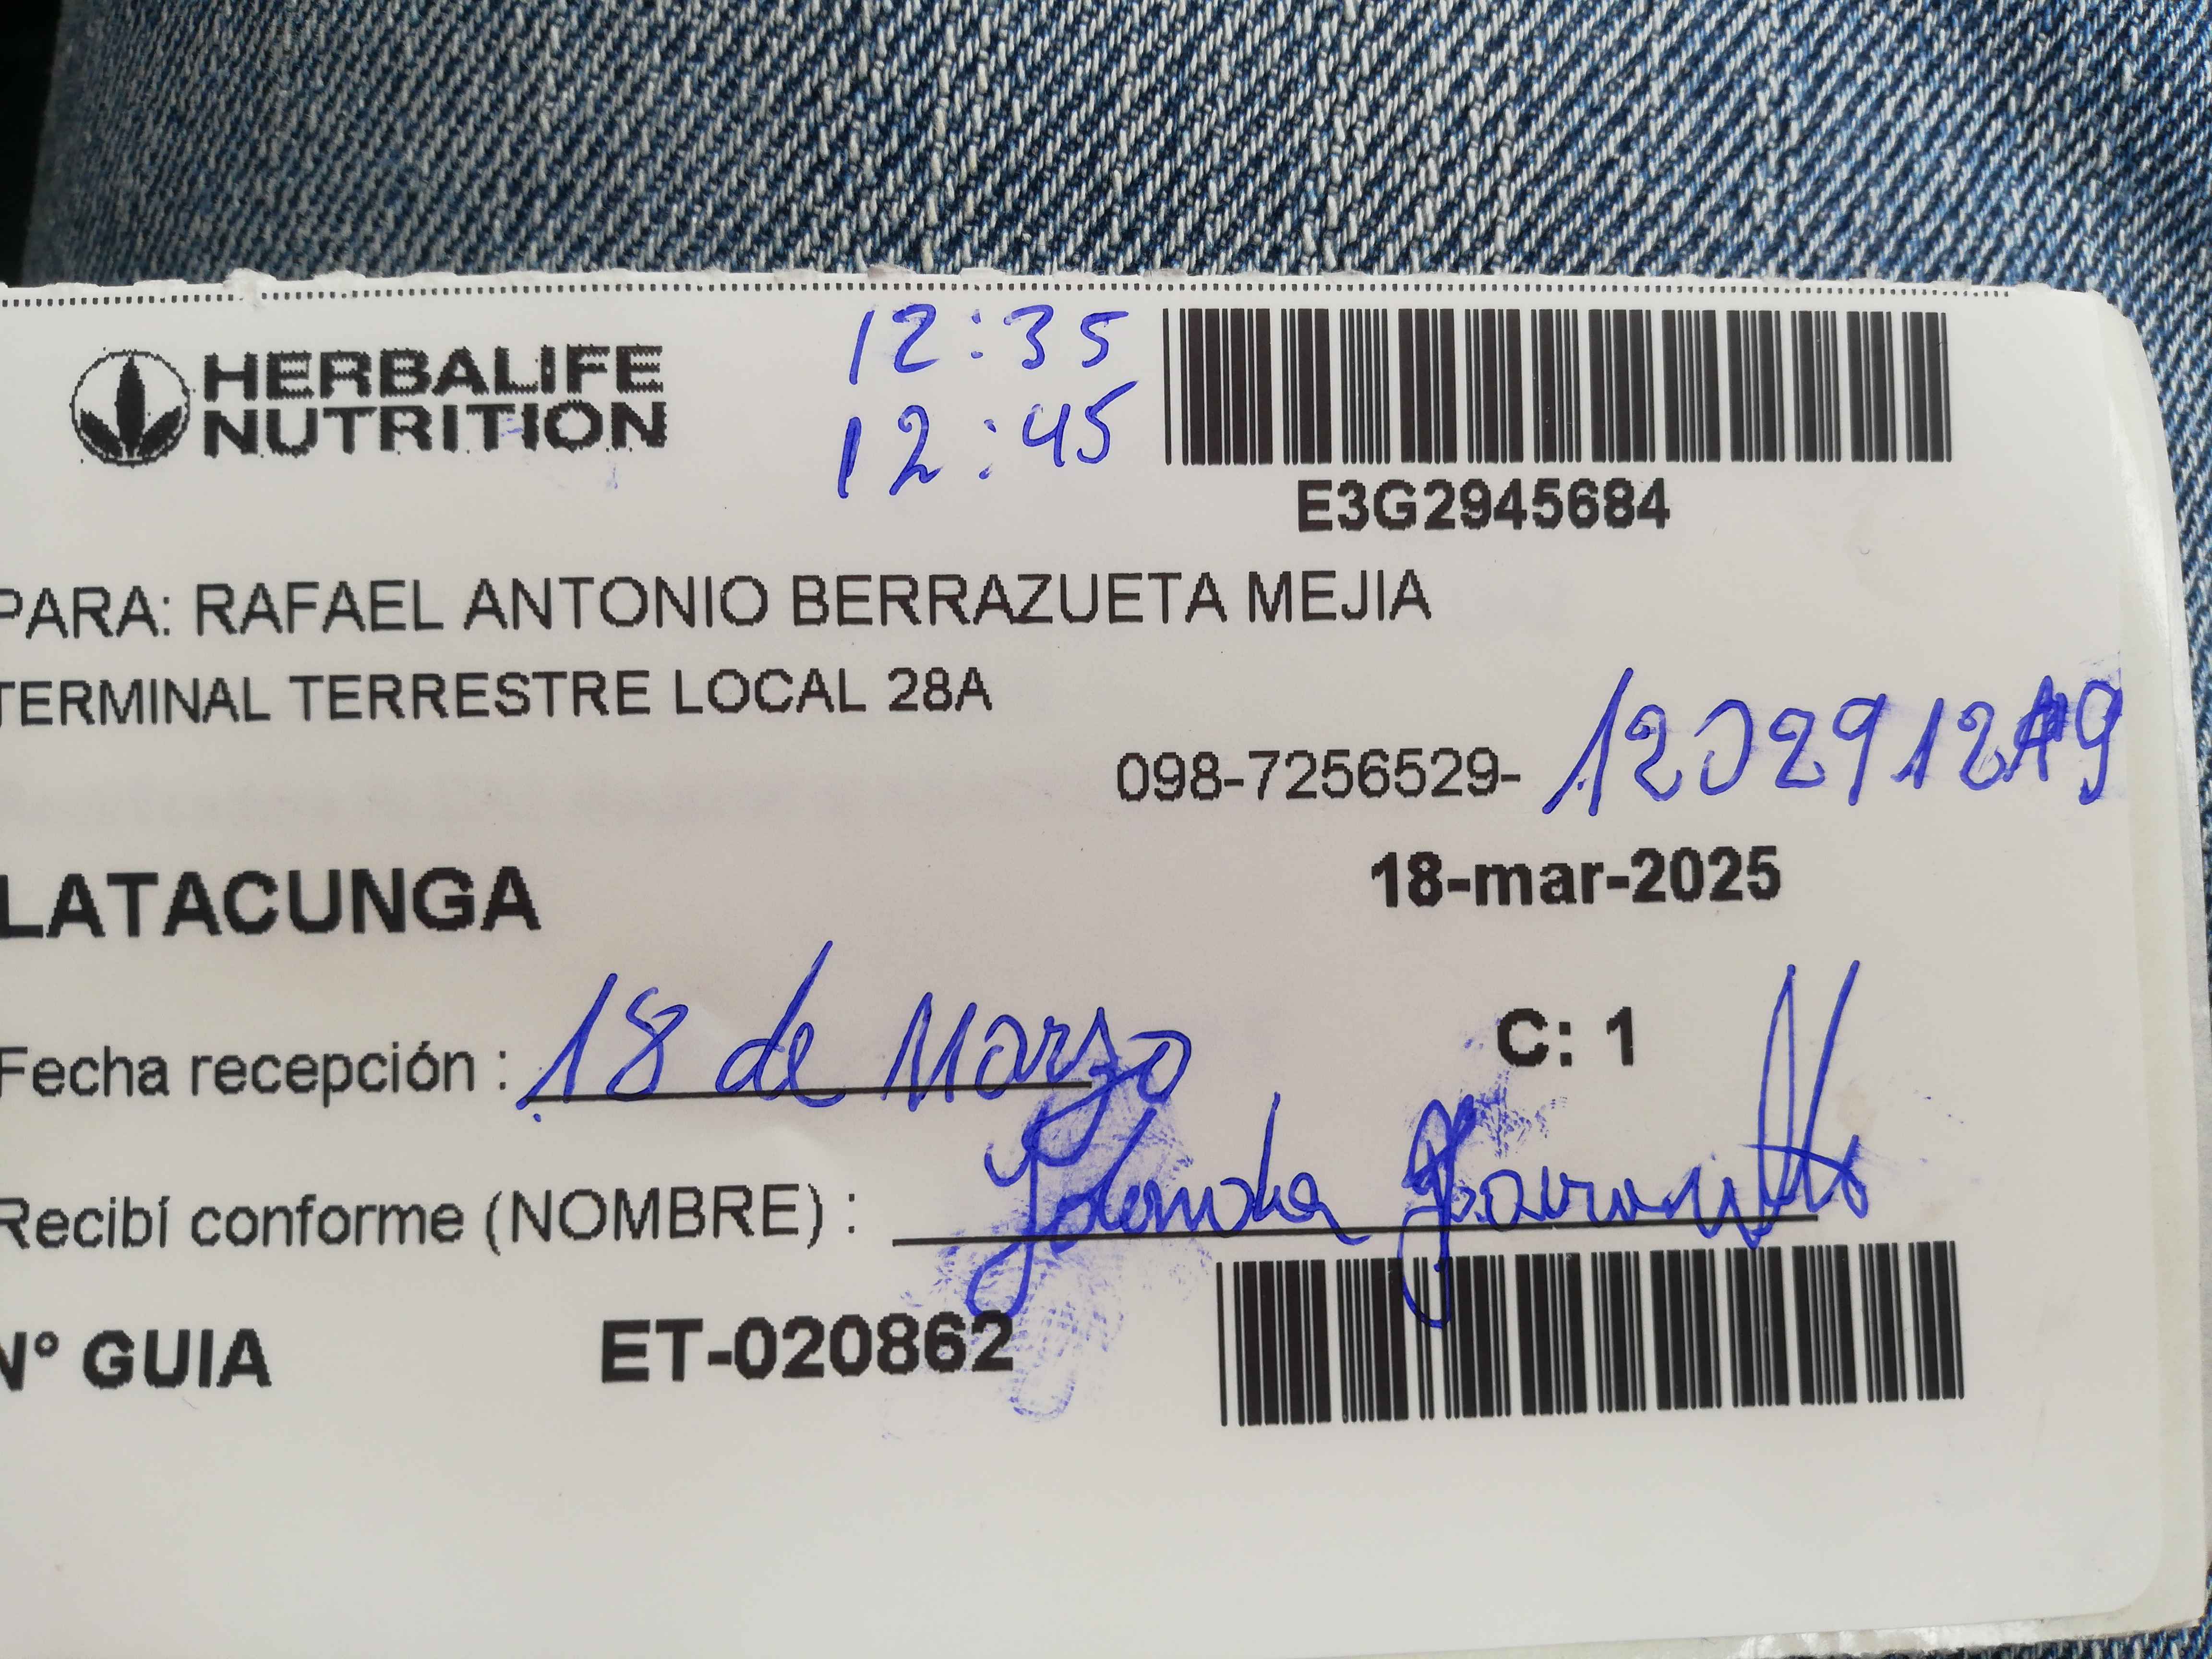 HERBALIFE
NUTRITION
12:35
12:45
E3G2945684
PARA: RAFAEL ANTONIO BERRAZUETA MEJIA
TERMINAL TERRESTRE LOCAL 28A
098-7256529-
LATACUNGA
18-mar-2025
Fecha recepción : 18 de Marzo
C: 1
Recibí conforme (NOMBRE) : Yolanda
N° GUIA ET-020862